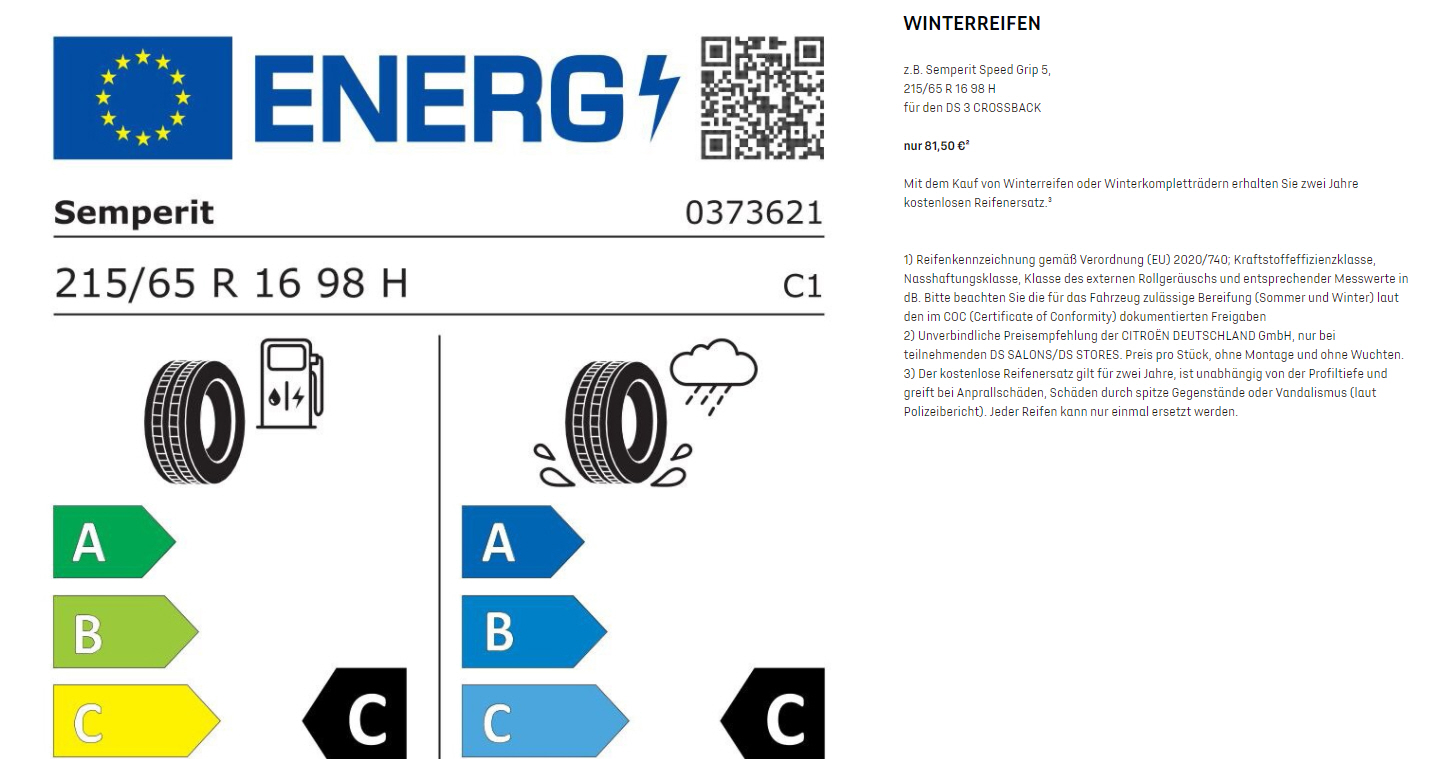 ENERG
Semperit 0373621
215/65 R 16 98 H C1
A
B
C
C
A
B
C
C
WINTERREIFEN
z.B. Semperit Speed Grip 5,
215/65 R 16 98 H
für den DS 3 CROSSBACK
nur 81,50 €²
Mit dem Kauf von Winterreifen oder Winterkompletträdern erhalten Sie zwei Jahre
kostenlosen Reifenersatz.³
1) Reifenkennzeichnung gemäß Verordnung (EU) 2020/740; Kraftstoffeffizienzklasse,
Nasshaftungsklasse, Klasse des externen Rollgeräuschs und entsprechender Messwerte in
dB. Bitte beachten Sie die für das Fahrzeug zulässige Bereifung (Sommer und Winter) laut
den im COC (Certificate of Conformity) dokumentierten Freigaben
2) Unverbindliche Preisempfehlung der CITROËN DEUTSCHLAND GmbH, nur bei
teilnehmenden DS SALONS/DS STORES. Preis pro Stück, ohne Montage und ohne Wuchten.
3) Der kostenlose Reifenersatz gilt für zwei Jahre, ist unabhängig von der Profiltiefe und
greift bei Anprallschäden, Schäden durch spitze Gegenstände oder Vandalismus (laut
Polizeibericht). Jeder Reifen kann nur einmal ersetzt werden.